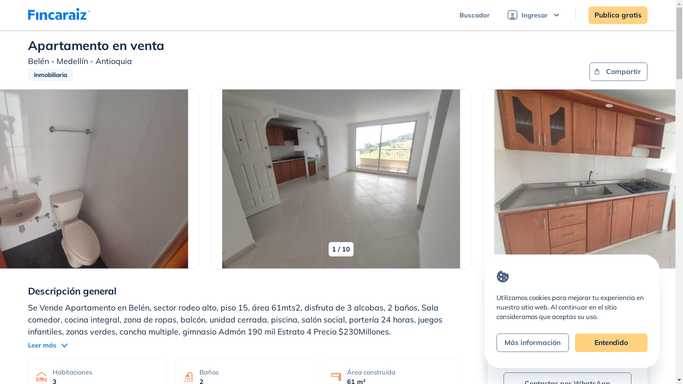 Fincaraiz
Buscador
Ingresar
Publica gratis
Apartamento en venta
Belén - Medellín - Antioquia
Inmobiliaria
Compartir
1 / 10
Descripción general
Se Vende Apartamento en Belén, sector rodeo alto, piso 15, área 61mts2, disfruta de 3 alcobas, 2 baños, Sala
comedor, cocina integral, zona de ropas, balcón, unidad cerrada, piscina, salón social, portería 24 horas, juegos
infantiles, zonas verdes, cancha multiple, gimnasio Admón 190 mil Estrato 4 Precio $230Millones.
Leer más
Habitaciones
3
Baños
2
Área construida
61 m²
Utilizamos cookies para mejorar tu experiencia en
nuestro sitio web. Al continuar en el sitio
consideramos que aceptas su uso.
Más información
Entendido
Contactar por WhatsApp